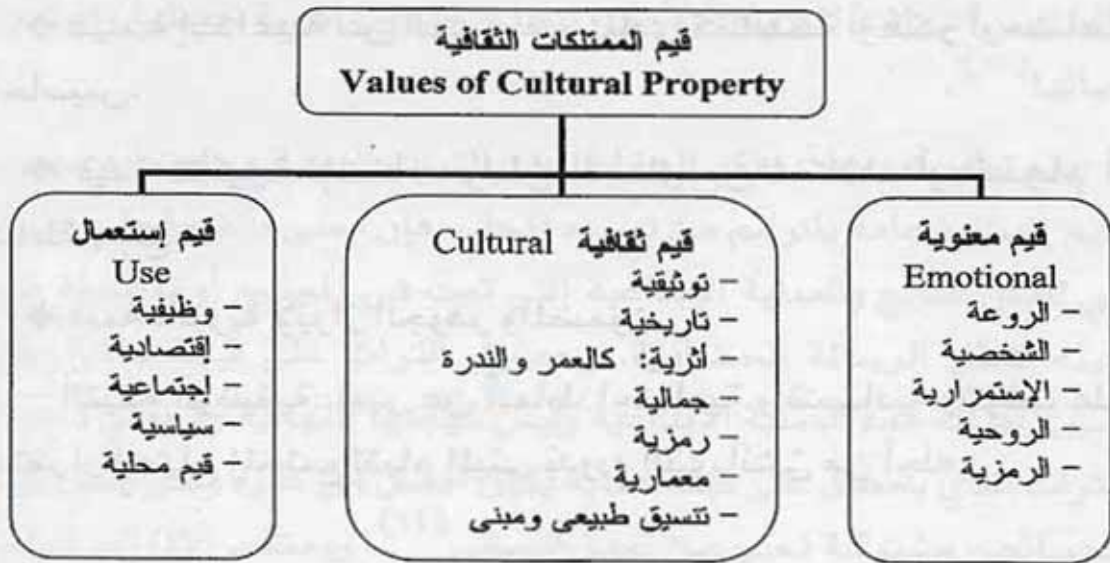 قيم الممتلكات الثقافية
Values of Cultural Property
قيم معنوية
Emotional
– الروعة
– الشخصية
– الإستمرارية
– الروحية
– الرمزية
قيم ثقافية Cultural
– توثيقية
– تاريخية
– أثرية: كالعمر والندرة
– جمالية
– رمزية
– معمارية
– تنسيق طبيعى ومبنى
قيم إستعمال
Use
– وظيفية
– إقتصادية
– إجتماعية
– سياسية
– قيم محلية